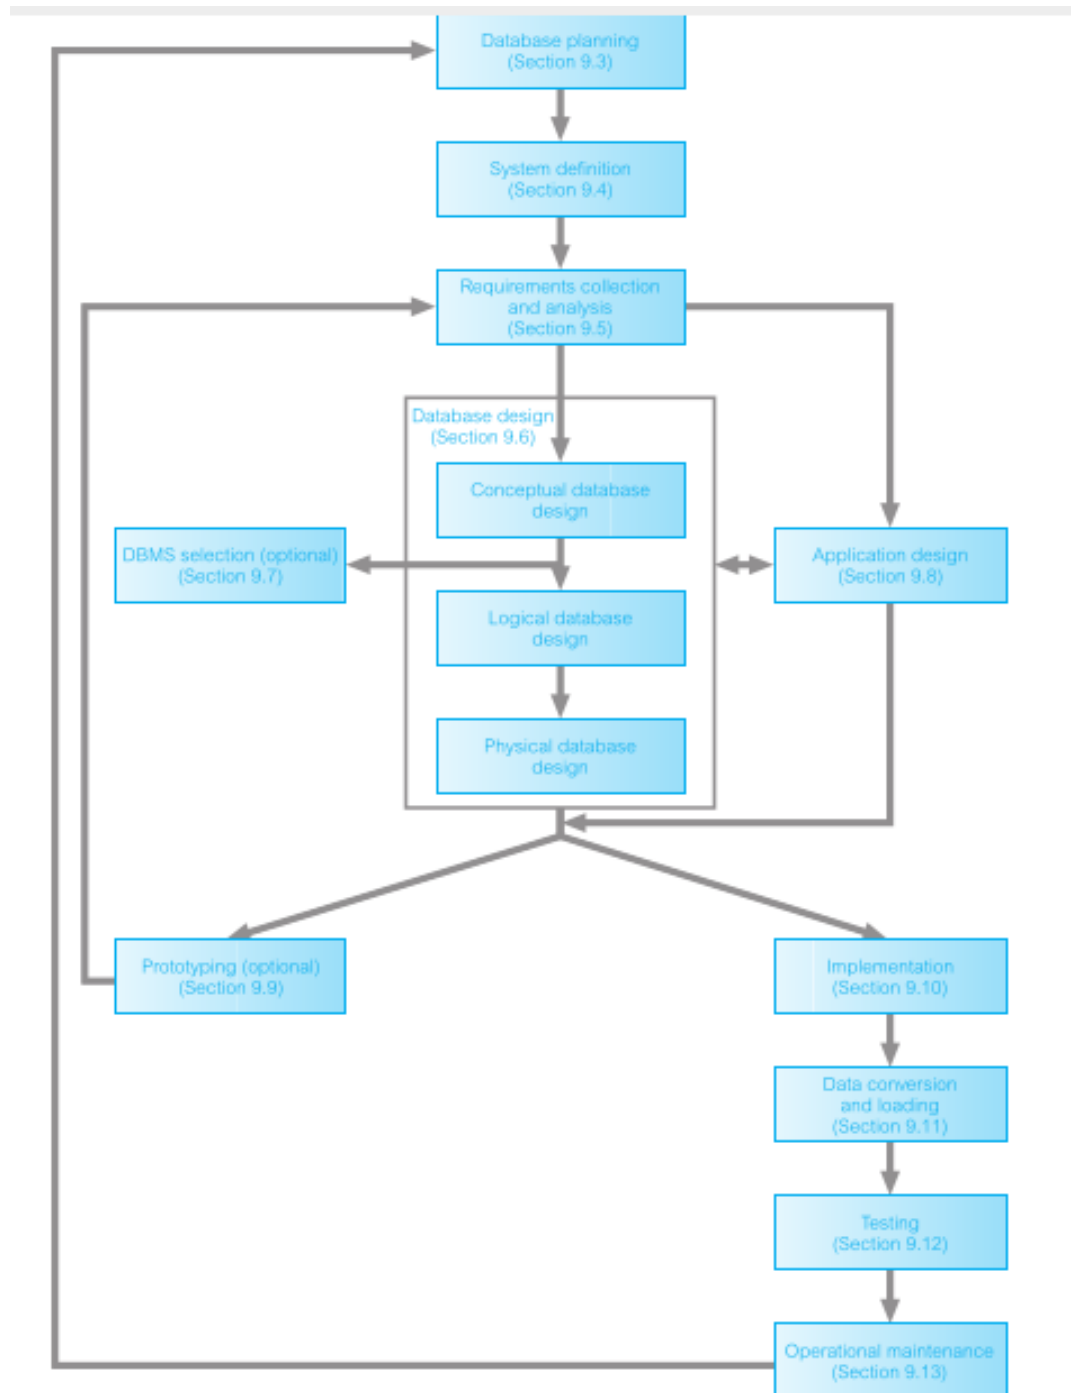 Database planning
(Section 9.3)
System definition
(Section 9.4)
Requirements collection
and analysis
(Section 9.5)
Database design
(Section 9.6)
Conceptual database
design
DBMS selection (optional)
(Section 9.7)
Application design
(Section 9.8)
Logical database
design
Physical database
design
Prototyping (optional)
(Section 9.9)
Implementation
(Section 9.10)
Data conversion
and loading
(Section 9.11)
Testing
(Section 9.12)
Operational maintenance
(Section 9.13)